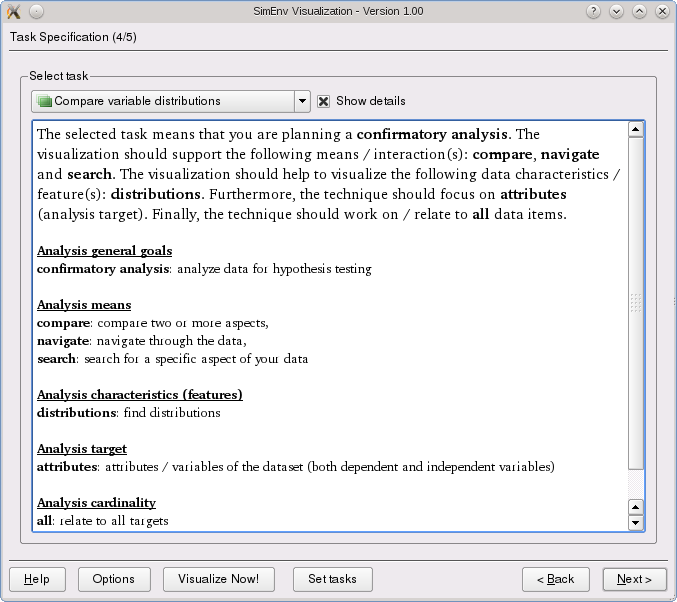 SimEnv Visualization - Version 1.00
Task Specification (4/5)
Select task
Compare variable distributions
Show details
The selected task means that you are planning a confirmatory analysis. The
visualization should support the following means / interaction(s): compare, navigate
and search. The visualization should help to visualize the following data characteristics /
feature(s): distributions. Furthermore, the technique should focus on attributes
(analysis target). Finally, the technique should work on / relate to all data items.
Analysis general goals
confirmatory analysis: analyze data for hypothesis testing
Analysis means
compare: compare two or more aspects,
navigate: navigate through the data,
search: search for a specific aspect of your data
Analysis characteristics (features)
distributions: find distributions
Analysis target
attributes: attributes / variables of the dataset (both dependent and independent variables)
Analysis cardinality
all: relate to all targets
Help
Options
Visualize Now!
Set tasks
< Back
Next >